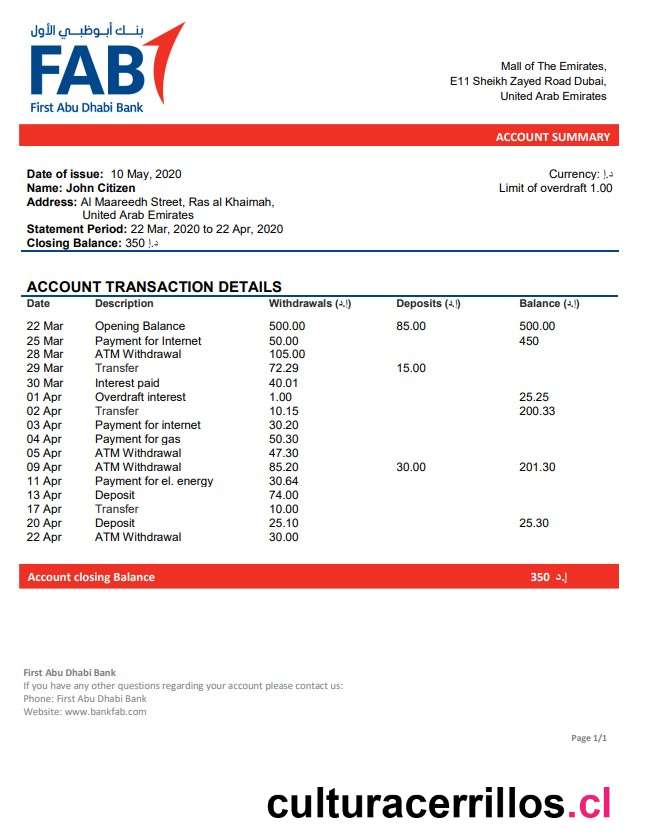 بنك أبوظبي الأول
FAB
First Abu Dhabi Bank
Mall of The Emirates,
E11 Sheikh Zayed Road Dubai,
United Arab Emirates
ACCOUNT SUMMARY
Date of issue: 10 May, 2020
Currency: د.إ
Name: John Citizen
Limit of overdraft 1.00
Address: Al Maareedh Street, Ras al Khaimah,
United Arab Emirates
Statement Period: 22 Mar, 2020 to 22 Apr, 2020
Closing Balance: 350 د.إ
ACCOUNT TRANSACTION DETAILS
Date Description Withdrawals (د.إ) Deposits (د.إ) Balance (د.إ)
22 Mar Opening Balance 500.00 85.00 500.00
25 Mar Payment for Internet 50.00 450
28 Mar ATM Withdrawal 105.00
29 Mar Transfer 72.29 15.00
30 Mar Interest paid 40.01
01 Apr Overdraft interest 1.00 25.25
02 Apr Transfer 10.15 200.33
03 Apr Payment for internet 30.20
04 Apr Payment for gas 50.30
05 Apr ATM Withdrawal 47.30
09 Apr ATM Withdrawal 85.20 30.00 201.30
11 Apr Payment for el. energy 30.64
13 Apr Deposit 74.00
17 Apr Transfer 10.00
20 Apr Deposit 25.10 25.30
22 Apr ATM Withdrawal 30.00
Account closing Balance 350 د.إ
First Abu Dhabi Bank
If you have any other questions regarding your account please contact us:
Phone: First Abu Dhabi Bank
Website: www.bankfab.com
Page 1/1
culturacerrillos.cl